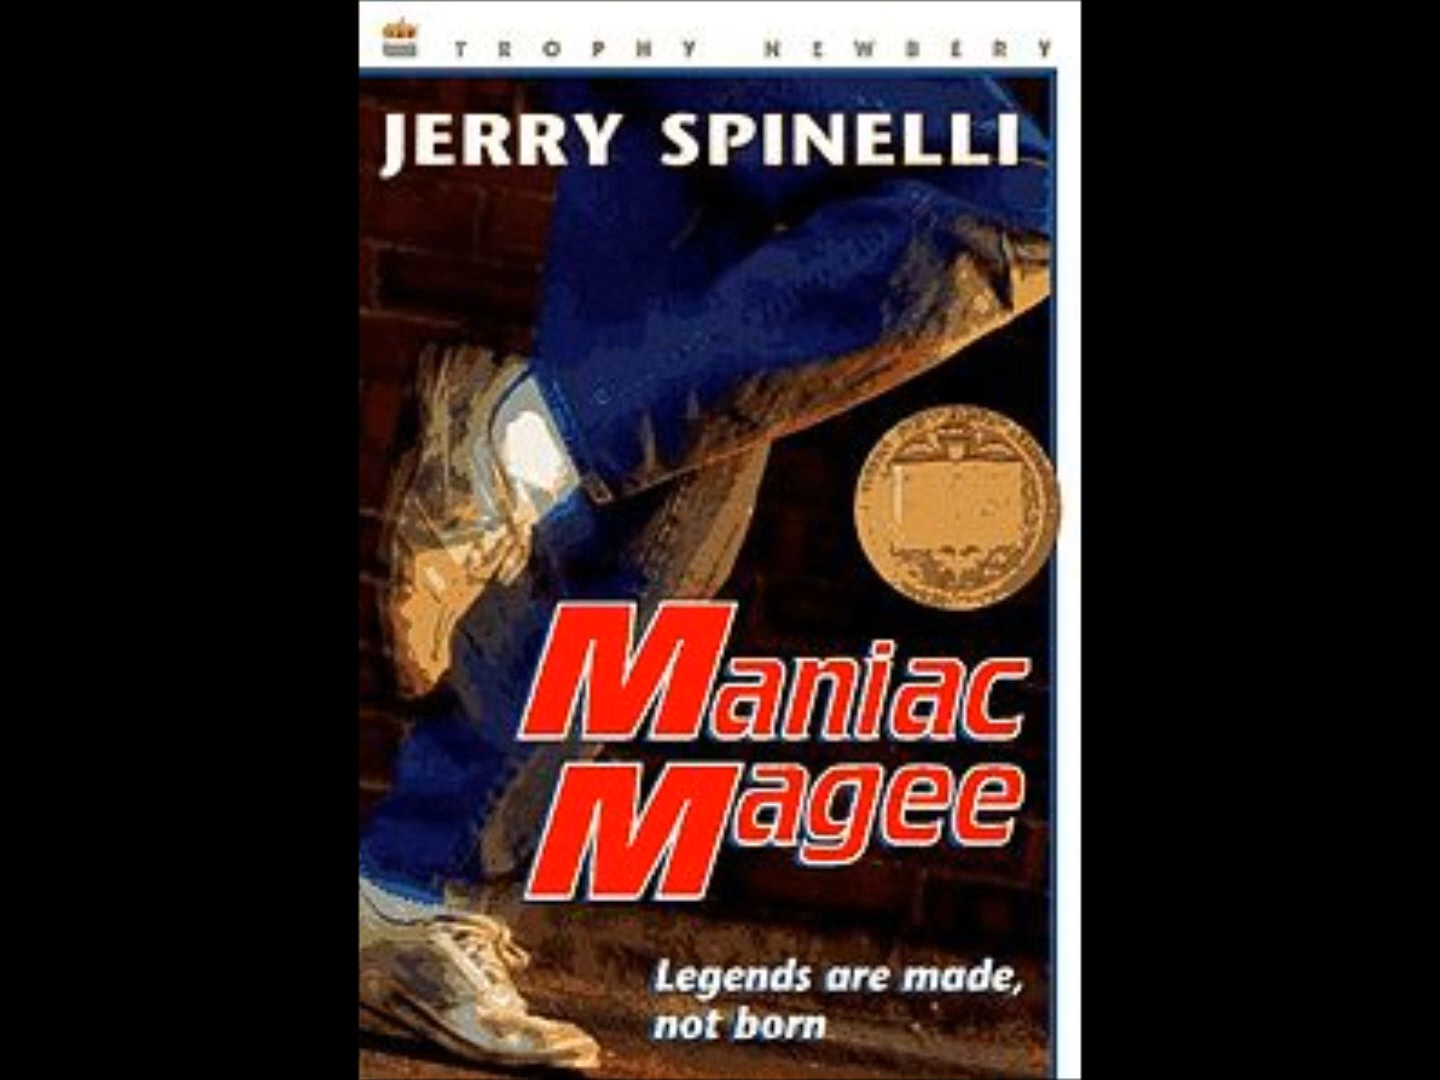 TROPHY NEWBERY
JERRY SPINELLI
Maniac
Magee
Legends are made,
not born